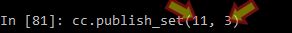 In [81]: cc.publish_set(11, 3)